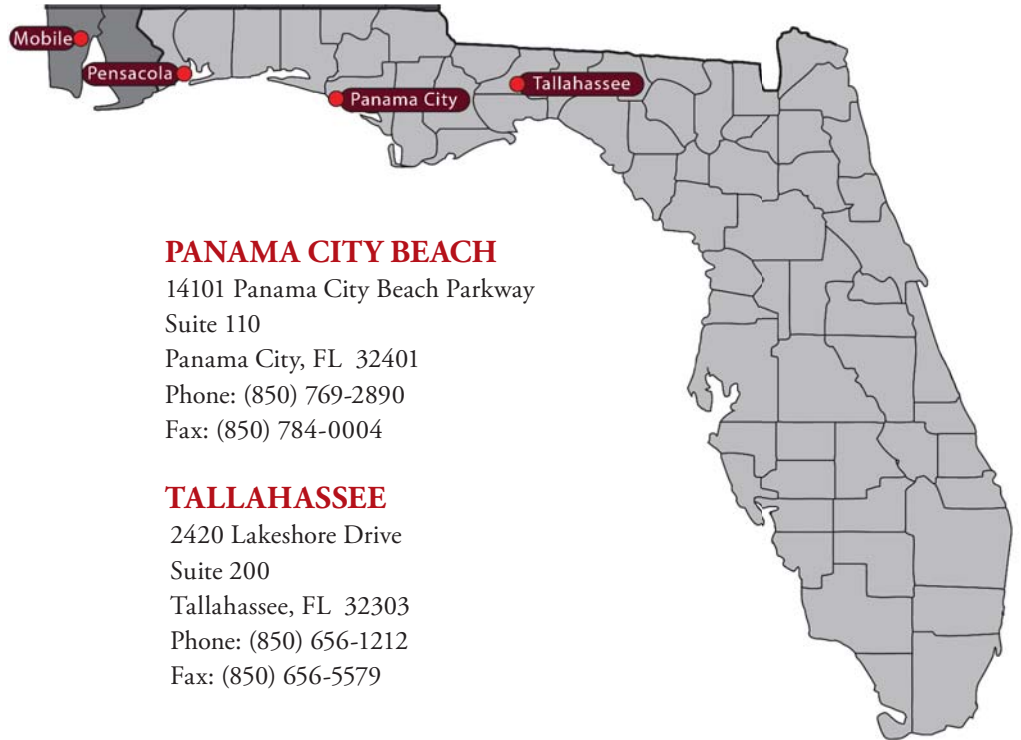 Mobile
Pensacola
Panama City
Tallahassee
PANAMA CITY BEACH
14101 Panama City Beach Parkway
Suite 110
Panama City, FL  32401
Phone: (850) 769-2890
Fax: (850) 784-0004
TALLAHASSEE
2420 Lakeshore Drive
Suite 200
Tallahassee, FL  32303
Phone: (850) 656-1212
Fax: (850) 656-5579